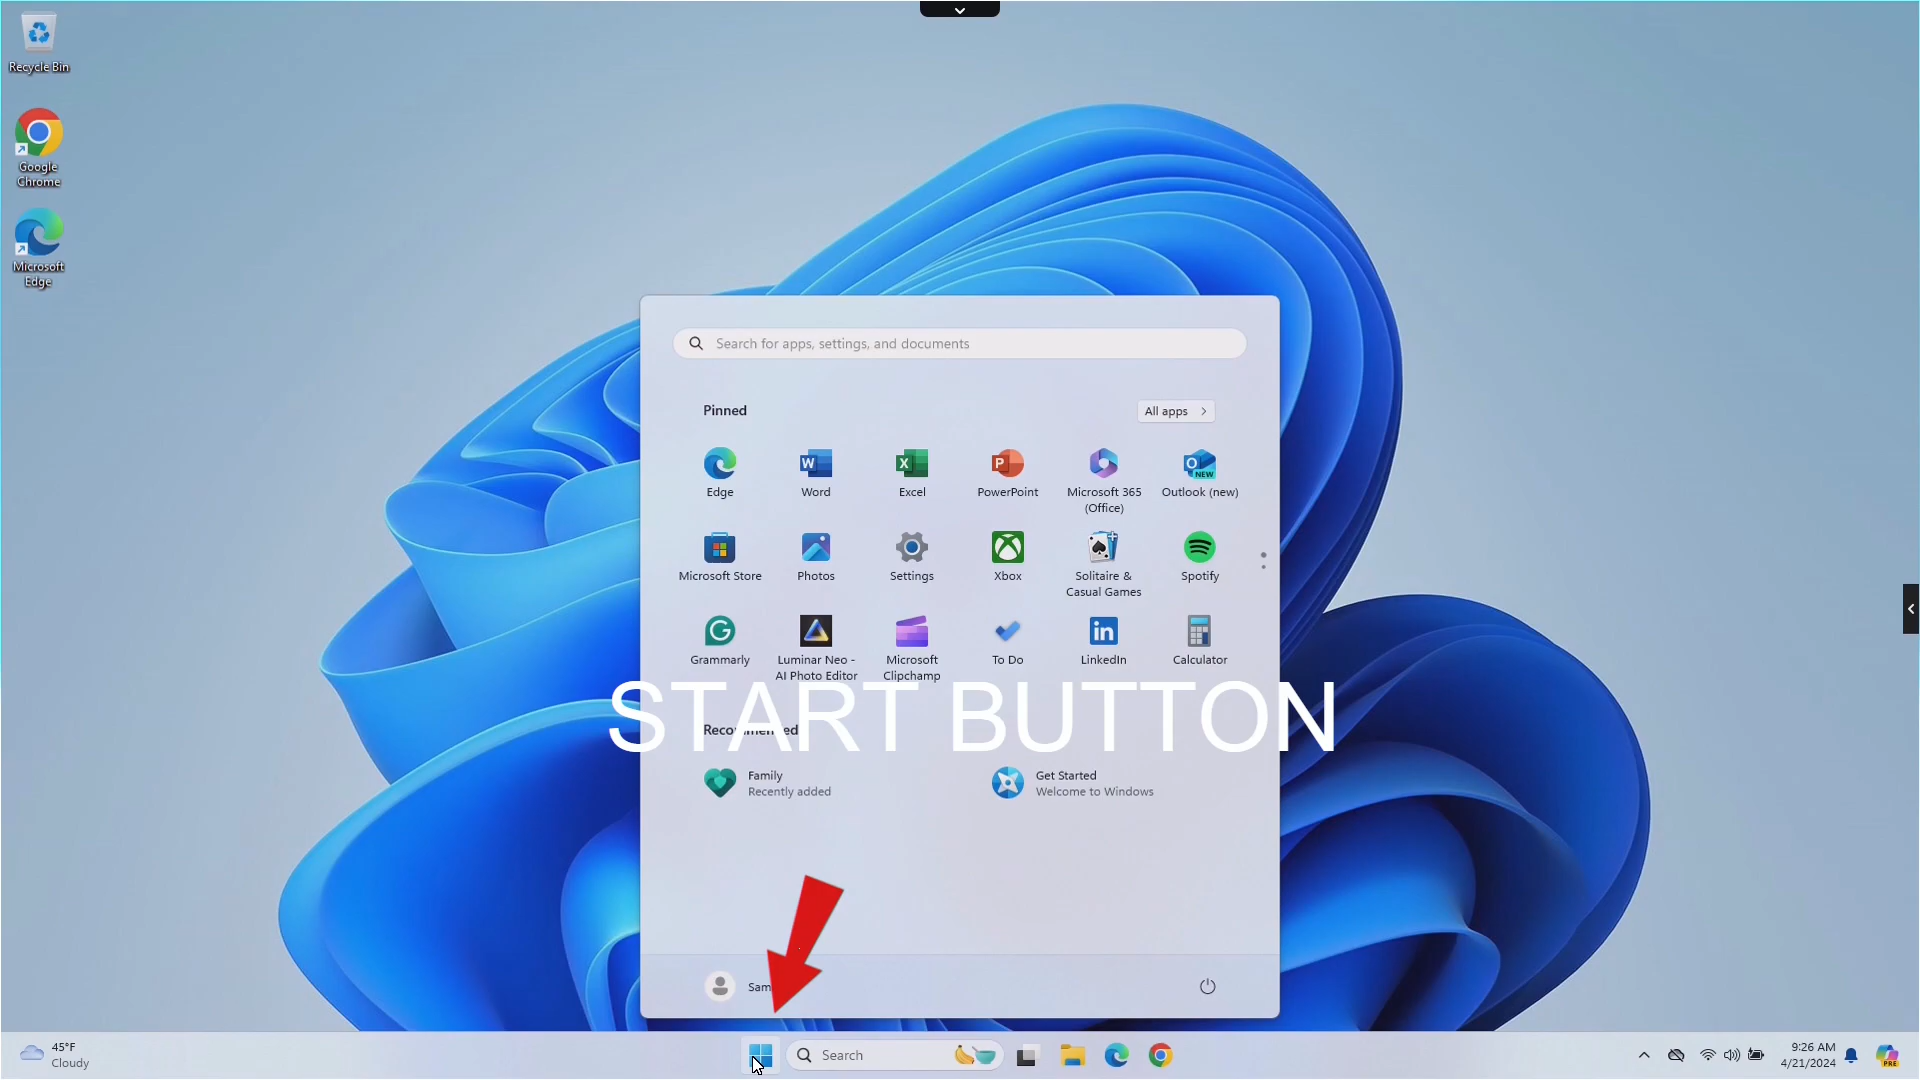 Recycle Bin
Google
Chrome
Microsoft
Edge
Search for apps, settings, and documents
Pinned
All apps
Edge
Word
Excel
PowerPoint
Microsoft 365
(Office)
Outlook (new)
Microsoft Store
Photos
Settings
Xbox
Solitaire &
Casual Games
Spotify
Grammarly
Luminar Neo -
AI Photo Editor
Microsoft
Clipchamp
To Do
LinkedIn
Calculator
START BUTTON
Recommended
Family
Recently added
Get Started
Welcome to Windows
Sam
45°F
Cloudy
Search
9:26 AM
4/21/2024